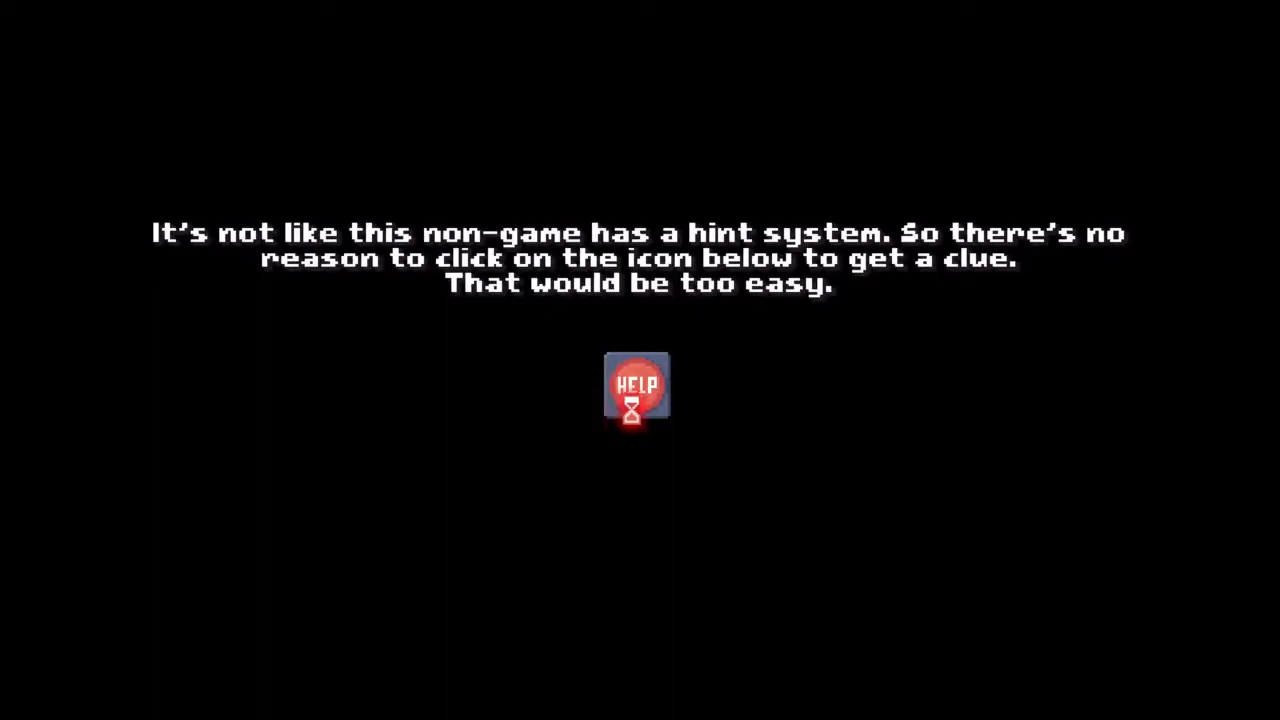 It's not like this non-game has a hint system. So there's no
reason to click on the icon below to get a clue.
That would be too easy.
HELP